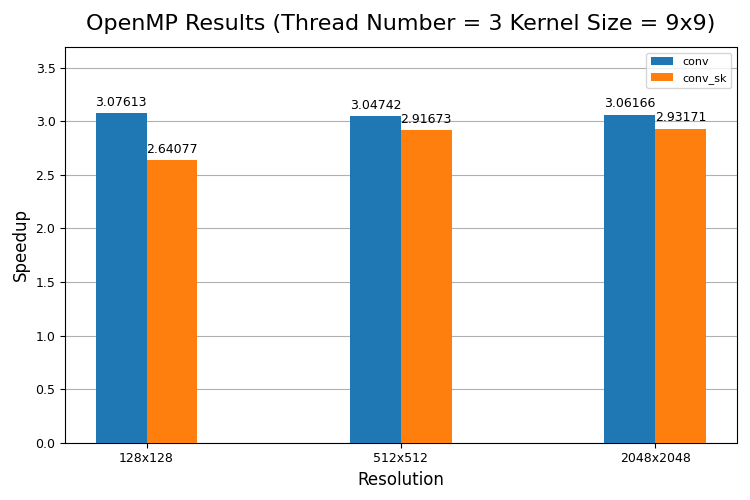 OpenMP Results (Thread Number = 3 Kernel Size = 9x9)
conv
conv_sk
3.5
3.0
2.5
2.0
1.5
1.0
0.5
0.0
Speedup
3.07613
2.64077
3.04742
2.91673
3.06166
2.93171
128x128
512x512
2048x2048
Resolution